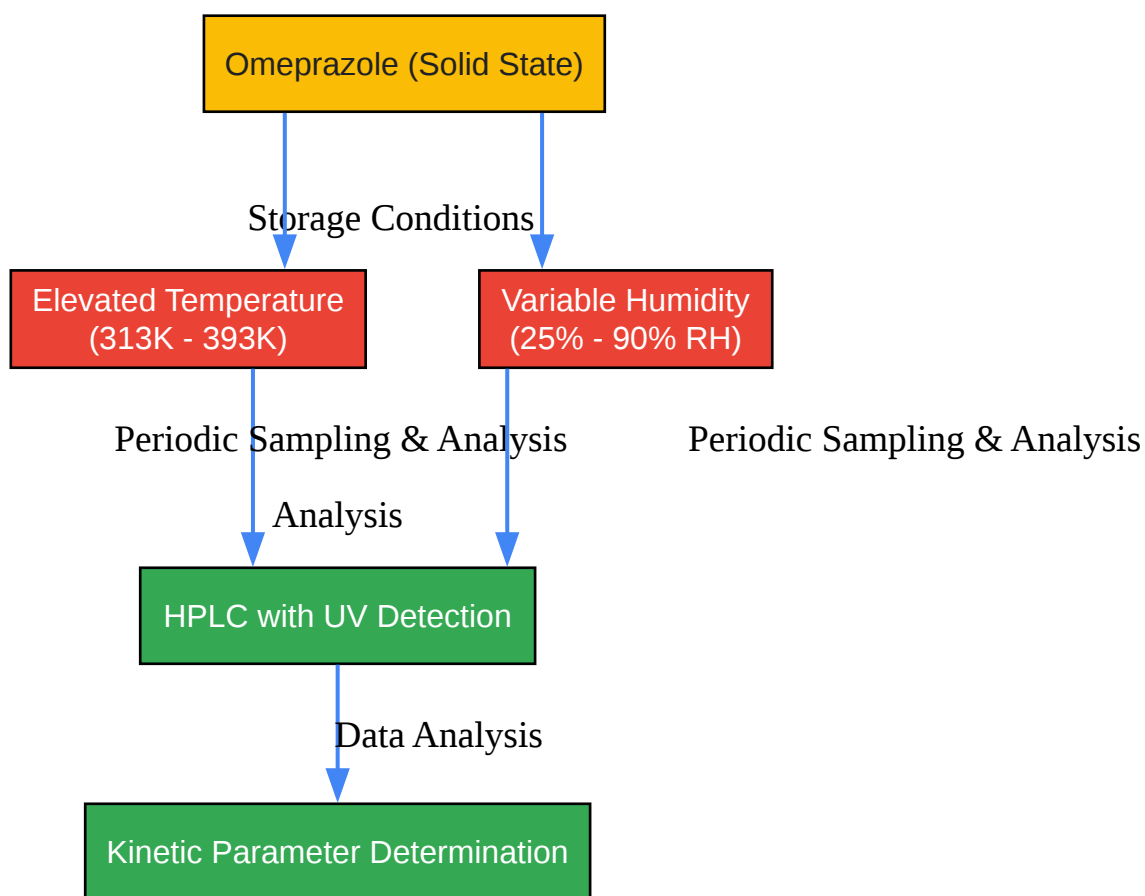 Omeprazole (Solid State)
Storage Conditions
Elevated Temperature
(313K - 393K)
Variable Humidity
(25% - 90% RH)
Periodic Sampling & Analysis
Periodic Sampling & Analysis
Analysis
HPLC with UV Detection
Data Analysis
Kinetic Parameter Determination